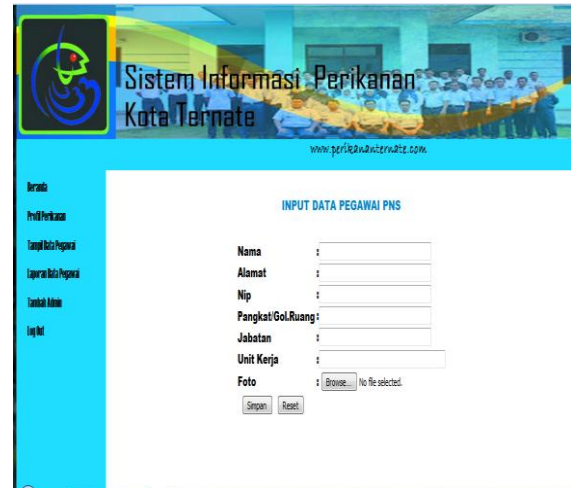 Sistem Informasi Perikanan
Kota Ternate
www.perikananternate.com
Beranda
Profil Perikanan
Tampil Data Pegawai
Laporan Data Pegawai
Tambah Admin
Log Out
INPUT DATA PEGAWAI PNS
Nama :
Alamat :
Nip :
Pangkat/Gol.Ruang :
Jabatan :
Unit Kerja :
Foto : Browse... No file selected.
Simpan Reset